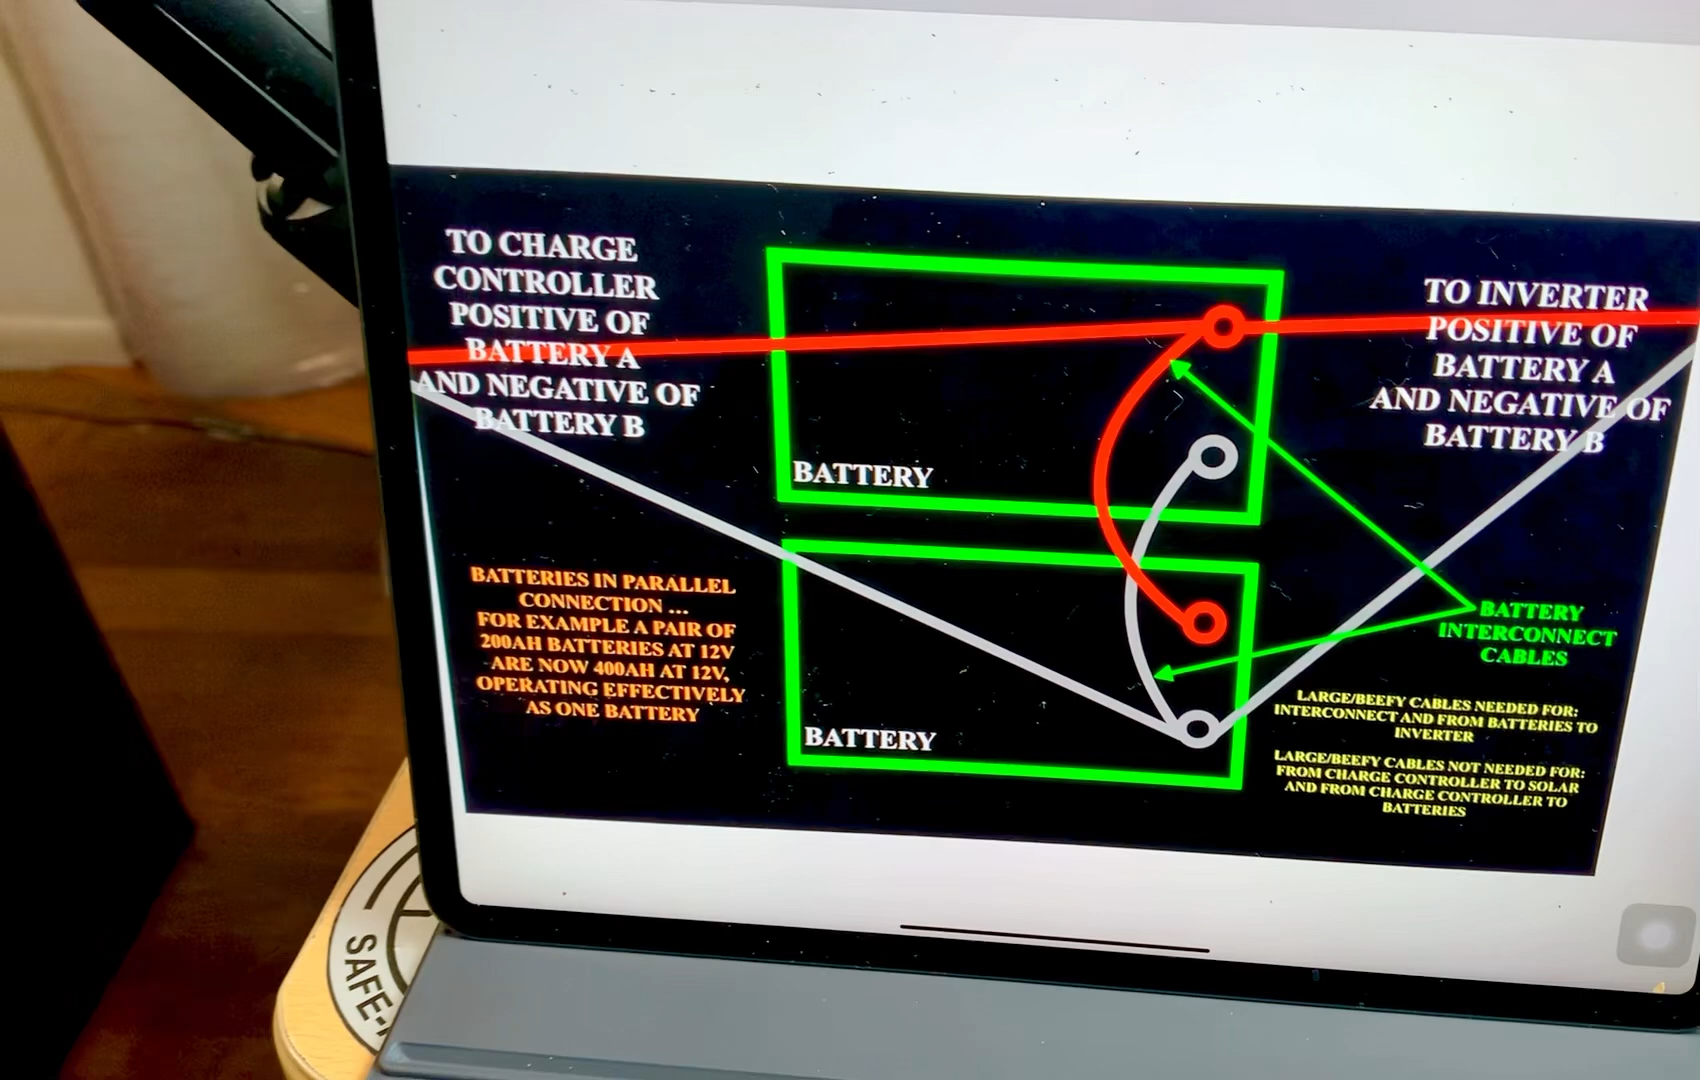 TO CHARGE
CONTROLLER
POSITIVE OF
BATTERY A
AND NEGATIVE OF
BATTERY B
TO INVERTER
POSITIVE OF
BATTERY A
AND NEGATIVE OF
BATTERY B
BATTERY
BATTERIES IN PARALLEL
CONNECTION ...
FOR EXAMPLE A PAIR OF
200AH BATTERIES AT 12V
ARE NOW 400AH AT 12V,
OPERATING EFFECTIVELY
AS ONE BATTERY
BATTERY
BATTERY
INTERCONNECT
CABLES
LARGE/BEEFY CABLES NEEDED FOR:
INTERCONNECT AND FROM BATTERIES TO
INVERTER
LARGE/BEEFY CABLES NOT NEEDED FOR:
FROM CHARGE CONTROLLER TO SOLAR
AND FROM CHARGE CONTROLLER TO
BATTERIES
SAFE-